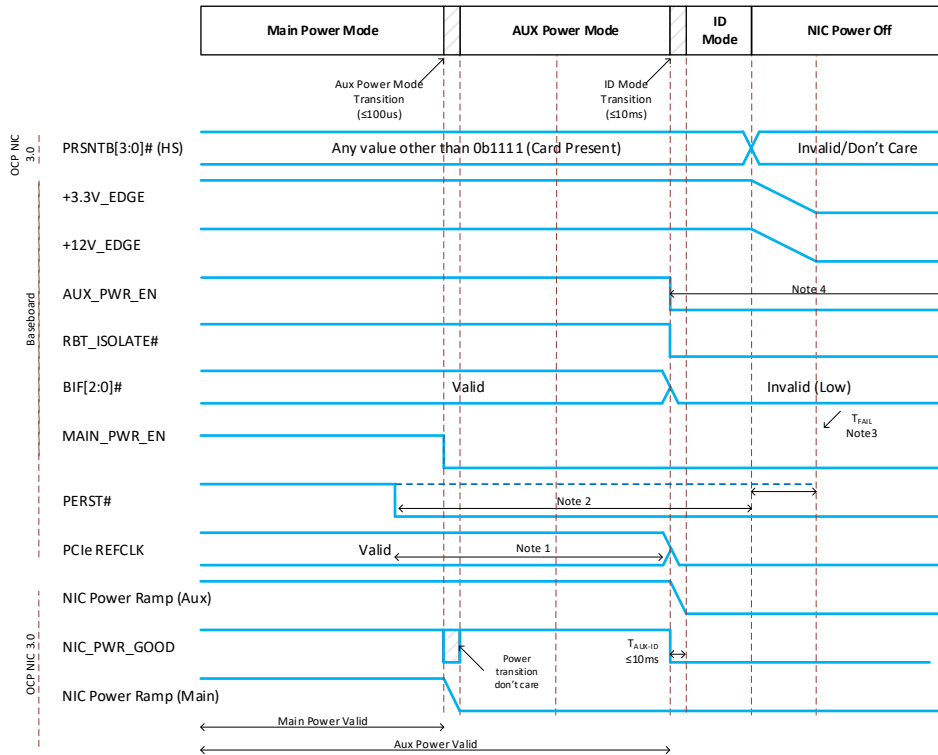 Main Power Mode
AUX Power Mode
ID
Mode
NIC Power Off
Aux Power Mode
Transition
(≤100us)
ID Mode
Transition
(≤10ms)
OCP NIC
3.0
PRSNTB[3:0]# (HS)
Any value other than 0b1111 (Card Present)
Invalid/Don't Care
Baseboard
+3.3V_EDGE
+12V_EDGE
AUX_PWR_EN
Note 4
RBT_ISOLATE#
BIF[2:0]#
Valid
Invalid (Low)
TFAIL
Note3
MAIN_PWR_EN
PERST#
Note 2
PCIe REFCLK
Valid
Note 1
OCP NIC 3.0
NIC Power Ramp (Aux)
NIC_PWR_GOOD
Power
transition
don't care
TAUX-ID
≤10ms
NIC Power Ramp (Main)
Main Power Valid
Aux Power Valid